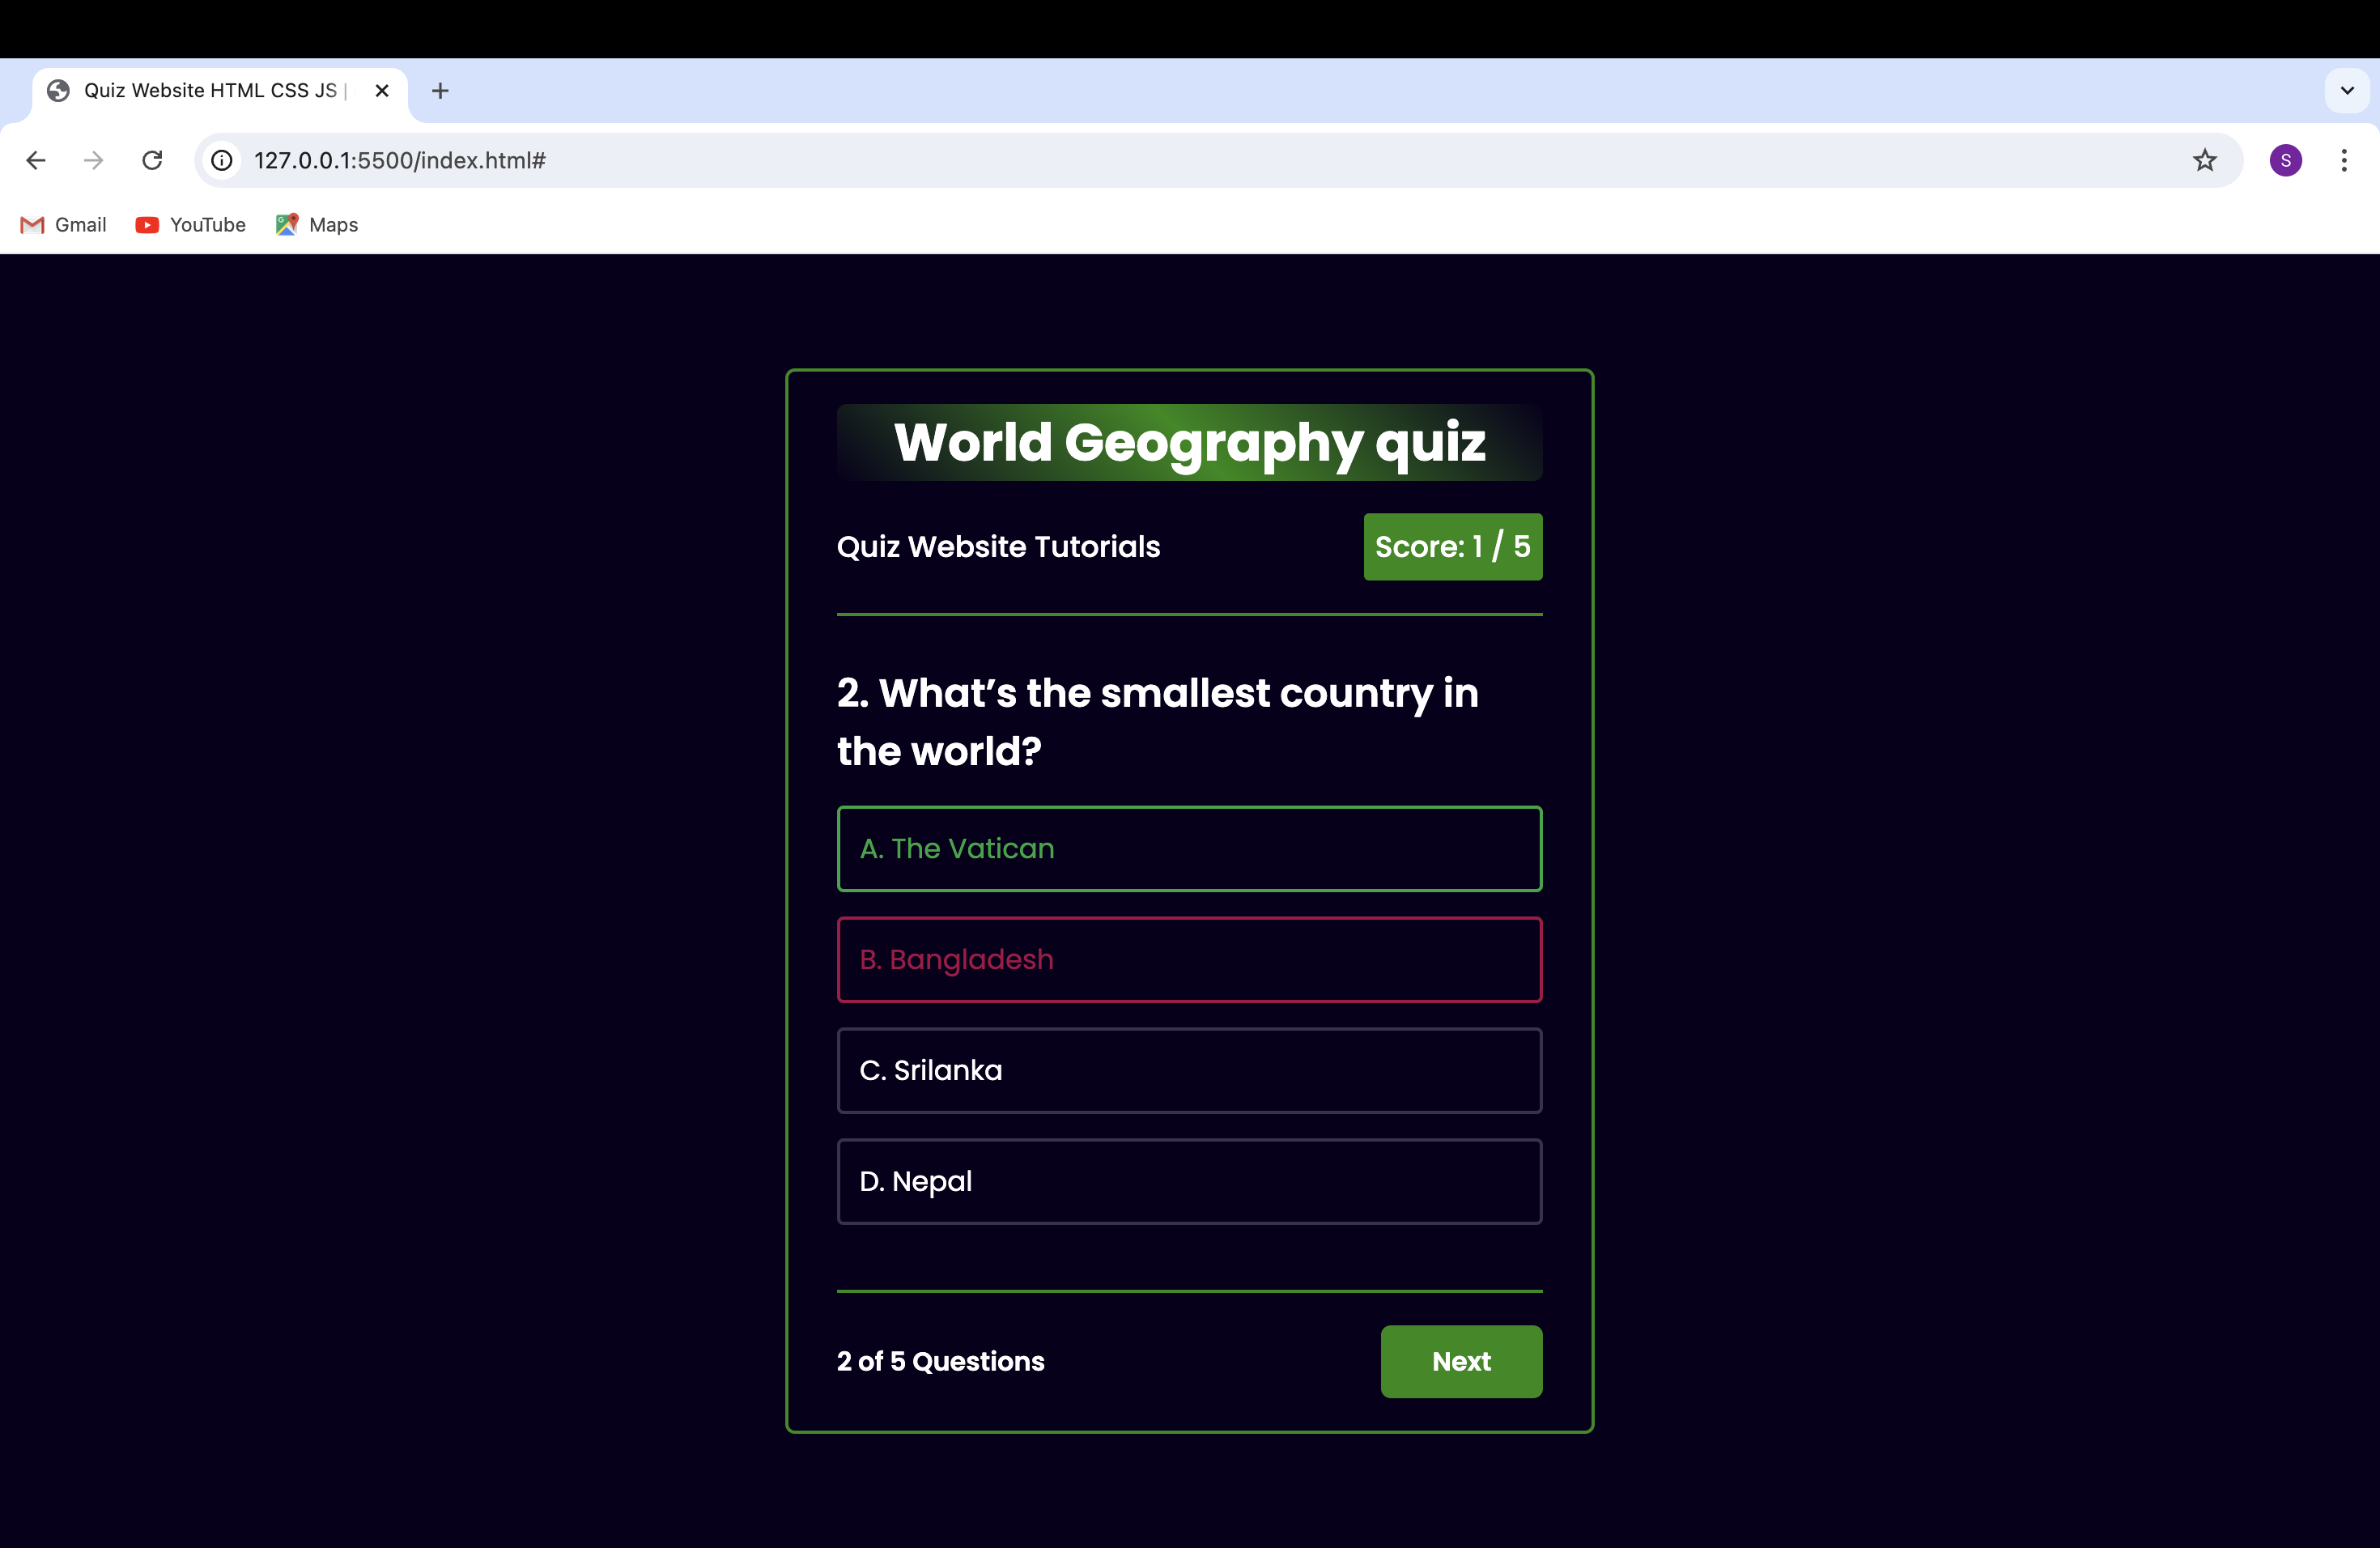 Quiz Website HTML CSS JS |
127.0.0.1:5500/index.html#
S
Gmail YouTube Maps
World Geography quiz
Quiz Website Tutorials
Score: 1 / 5
2. What’s the smallest country in
the world?
A. The Vatican
B. Bangladesh
C. Srilanka
D. Nepal
2 of 5 Questions
Next